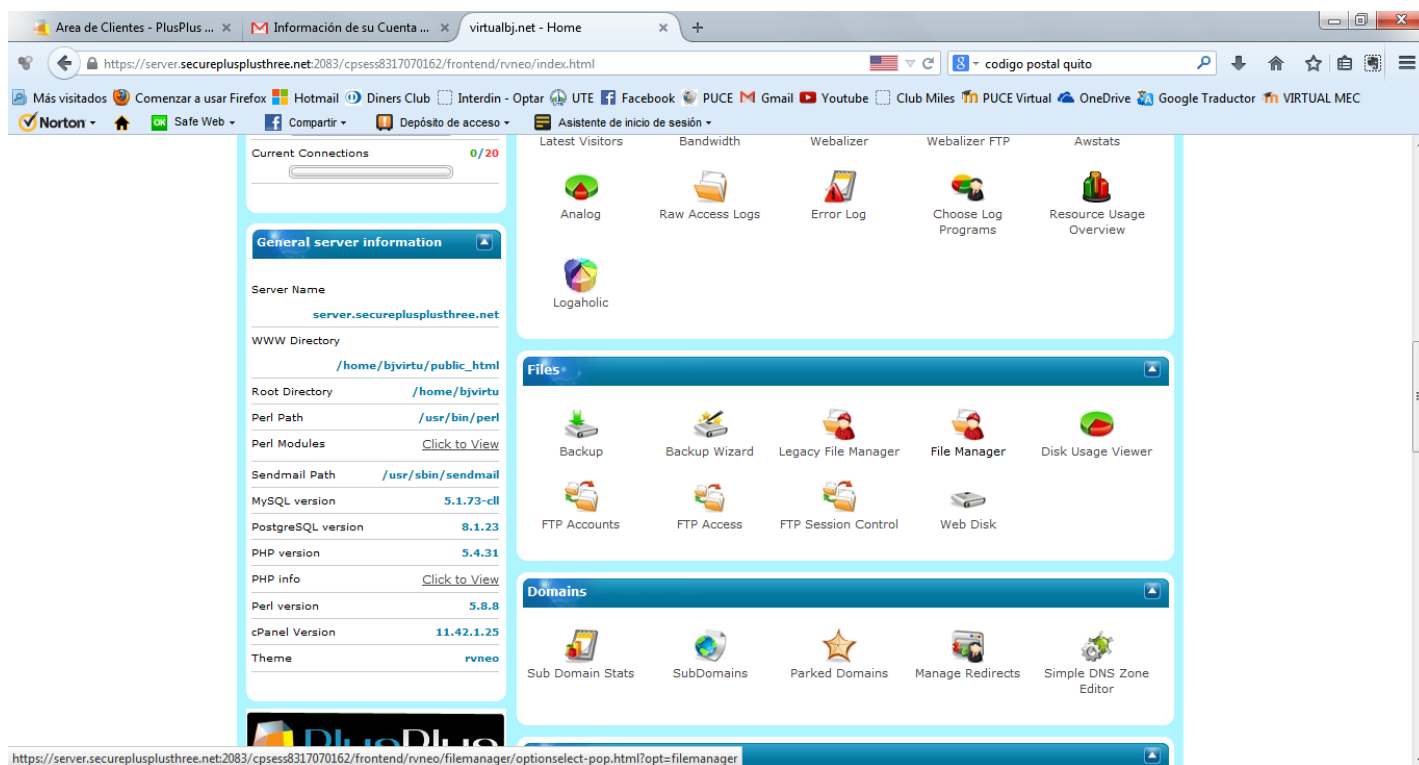 Area de Clientes - PlusPlus ...
Información de su Cuenta ...
virtualbj.net - Home
https://server.secureplusplusthree.net:2083/cpsess8317070162/frontend/rvneo/index.html
codigo postal quito
Más visitados Comenzar a usar Firefox Hotmail Diners Club Interdin - Optar UTE Facebook PUCE Gmail Youtube Club Miles PUCE Virtual OneDrive Google Traductor VIRTUAL MEC
Norton Safe Web Compartir Depósito de acceso Asistente de inicio de sesión
Current Connections 0/20
General server information
Server Name
server.secureplusplusthree.net
WWW Directory
/home/bjvirtu/public_html
Root Directory /home/bjvirtu
Perl Path /usr/bin/perl
Perl Modules Click to View
Sendmail Path /usr/sbin/sendmail
MySQL version 5.1.73-cll
PostgreSQL version 8.1.23
PHP version 5.4.31
PHP info Click to View
Perl version 5.8.8
cPanel Version 11.42.1.25
Theme rvneo
PlusPlus
Latest Visitors Bandwidth Webalizer Webalizer FTP Awstats
Analog Raw Access Logs Error Log Choose Log Programs Resource Usage Overview
Logaholic
Files
Backup Backup Wizard Legacy File Manager File Manager Disk Usage Viewer
FTP Accounts FTP Access FTP Session Control Web Disk
Domains
Sub Domain Stats SubDomains Parked Domains Manage Redirects Simple DNS Zone Editor
https://server.secureplusplusthree.net:2083/cpsess8317070162/frontend/rvneo/filemanager/optionselect-pop.html?opt=filemanager